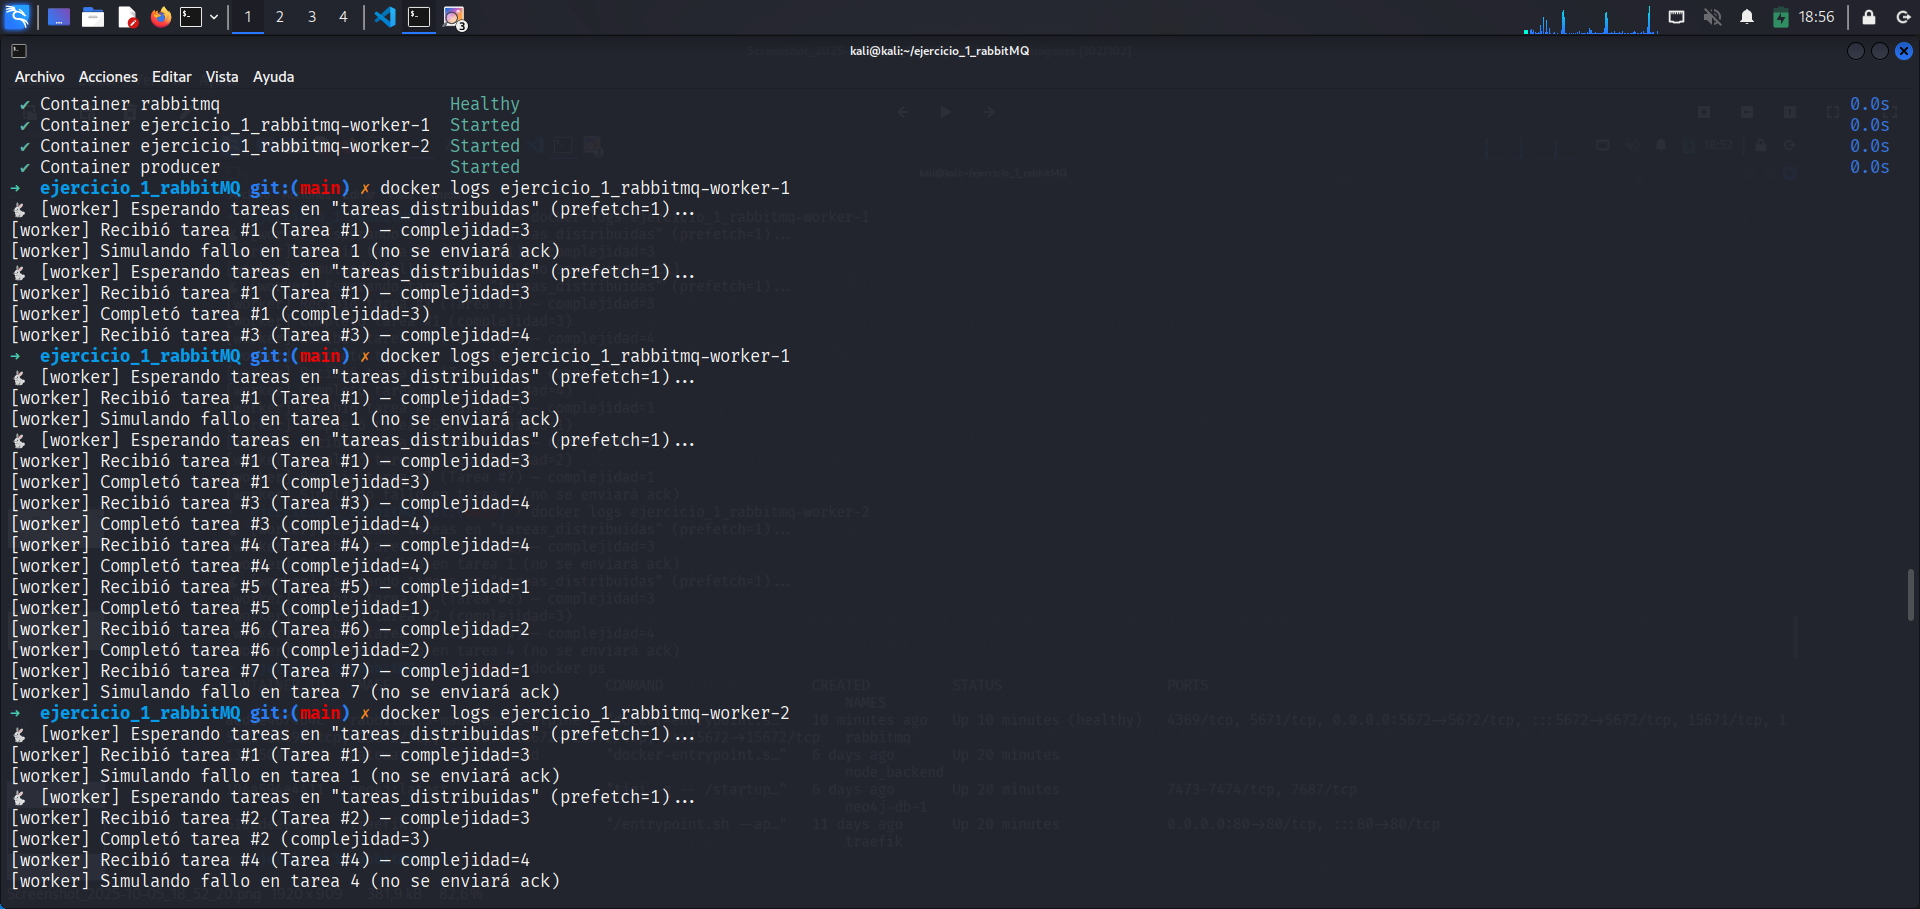 1 2 3 4 3 18:56
kali@kali:~/ejercicio_1_rabbitMQ
Archivo Acciones Editar Vista Ayuda
✔ Container rabbitmq Healthy 0.0s
✔ Container ejercicio_1_rabbitmq-worker-1 Started 0.0s
✔ Container ejercicio_1_rabbitmq-worker-2 Started 0.0s
✔ Container producer Started 0.0s
→ ejercicio_1_rabbitMQ git:(main) ✗ docker logs ejercicio_1_rabbitmq-worker-1
🐇 [worker] Esperando tareas en "tareas_distribuidas" (prefetch=1)...
[worker] Recibió tarea #1 (Tarea #1) — complejidad=3
[worker] Simulando fallo en tarea 1 (no se enviará ack)
🐇 [worker] Esperando tareas en "tareas_distribuidas" (prefetch=1)...
[worker] Recibió tarea #1 (Tarea #1) — complejidad=3
[worker] Completó tarea #1 (complejidad=3)
[worker] Recibió tarea #3 (Tarea #3) — complejidad=4
→ ejercicio_1_rabbitMQ git:(main) ✗ docker logs ejercicio_1_rabbitmq-worker-1
🐇 [worker] Esperando tareas en "tareas_distribuidas" (prefetch=1)...
[worker] Recibió tarea #1 (Tarea #1) — complejidad=3
[worker] Simulando fallo en tarea 1 (no se enviará ack)
🐇 [worker] Esperando tareas en "tareas_distribuidas" (prefetch=1)...
[worker] Recibió tarea #1 (Tarea #1) — complejidad=3
[worker] Completó tarea #1 (complejidad=3)
[worker] Recibió tarea #3 (Tarea #3) — complejidad=4
[worker] Completó tarea #3 (complejidad=4)
[worker] Recibió tarea #4 (Tarea #4) — complejidad=4
[worker] Completó tarea #4 (complejidad=4)
[worker] Recibió tarea #5 (Tarea #5) — complejidad=1
[worker] Completó tarea #5 (complejidad=1)
[worker] Recibió tarea #6 (Tarea #6) — complejidad=2
[worker] Completó tarea #6 (complejidad=2)
[worker] Recibió tarea #7 (Tarea #7) — complejidad=1
[worker] Simulando fallo en tarea 7 (no se enviará ack)
→ ejercicio_1_rabbitMQ git:(main) ✗ docker logs ejercicio_1_rabbitmq-worker-2
🐇 [worker] Esperando tareas en "tareas_distribuidas" (prefetch=1)...
[worker] Recibió tarea #1 (Tarea #1) — complejidad=3
[worker] Simulando fallo en tarea 1 (no se enviará ack)
🐇 [worker] Esperando tareas en "tareas_distribuidas" (prefetch=1)...
[worker] Recibió tarea #2 (Tarea #2) — complejidad=3
[worker] Completó tarea #2 (complejidad=3)
[worker] Recibió tarea #4 (Tarea #4) — complejidad=4
[worker] Simulando fallo en tarea 4 (no se enviará ack)